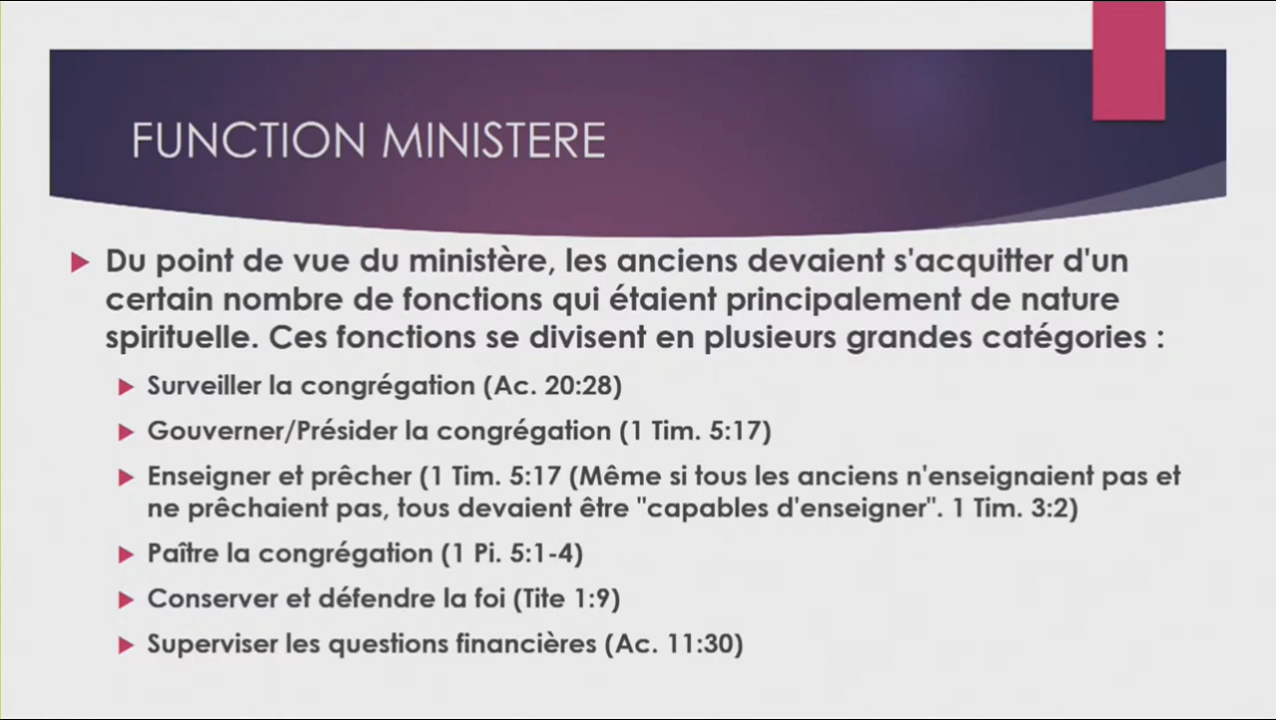 FUNCTION MINISTERE
Du point de vue du ministère, les anciens devaient s'acquitter d'un
certain nombre de fonctions qui étaient principalement de nature
spirituelle. Ces fonctions se divisent en plusieurs grandes catégories :
Surveiller la congrégation (Ac. 20:28)
Gouverner/Présider la congrégation (1 Tim. 5:17)
Enseigner et prêcher (1 Tim. 5:17 (Même si tous les anciens n'enseignaient pas et
ne prêchaient pas, tous devaient être "capables d'enseigner". 1 Tim. 3:2)
Paître la congrégation (1 Pi. 5:1-4)
Conserver et défendre la foi (Tite 1:9)
Superviser les questions financières (Ac. 11:30)